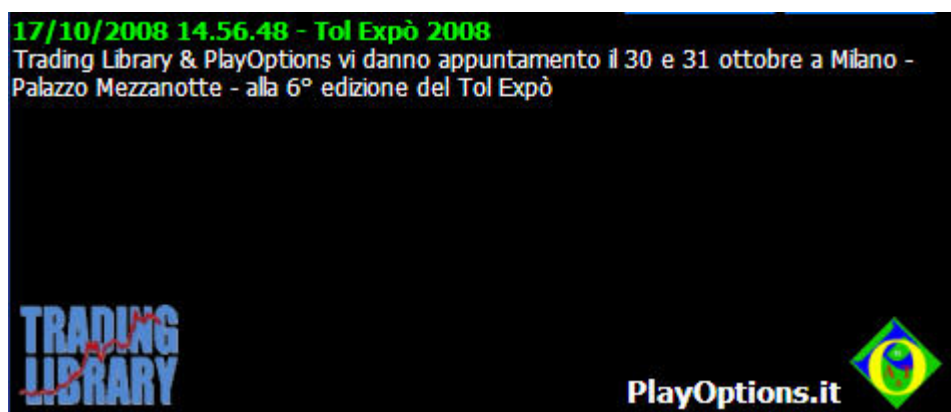 17/10/2008 14.56.48 - Tol Expò 2008
Trading Library & PlayOptions vi danno appuntamento il 30 e 31 ottobre a Milano -
Palazzo Mezzanotte - alla 6° edizione del Tol Expò
TRADING
LIBRARY
PlayOptions.it